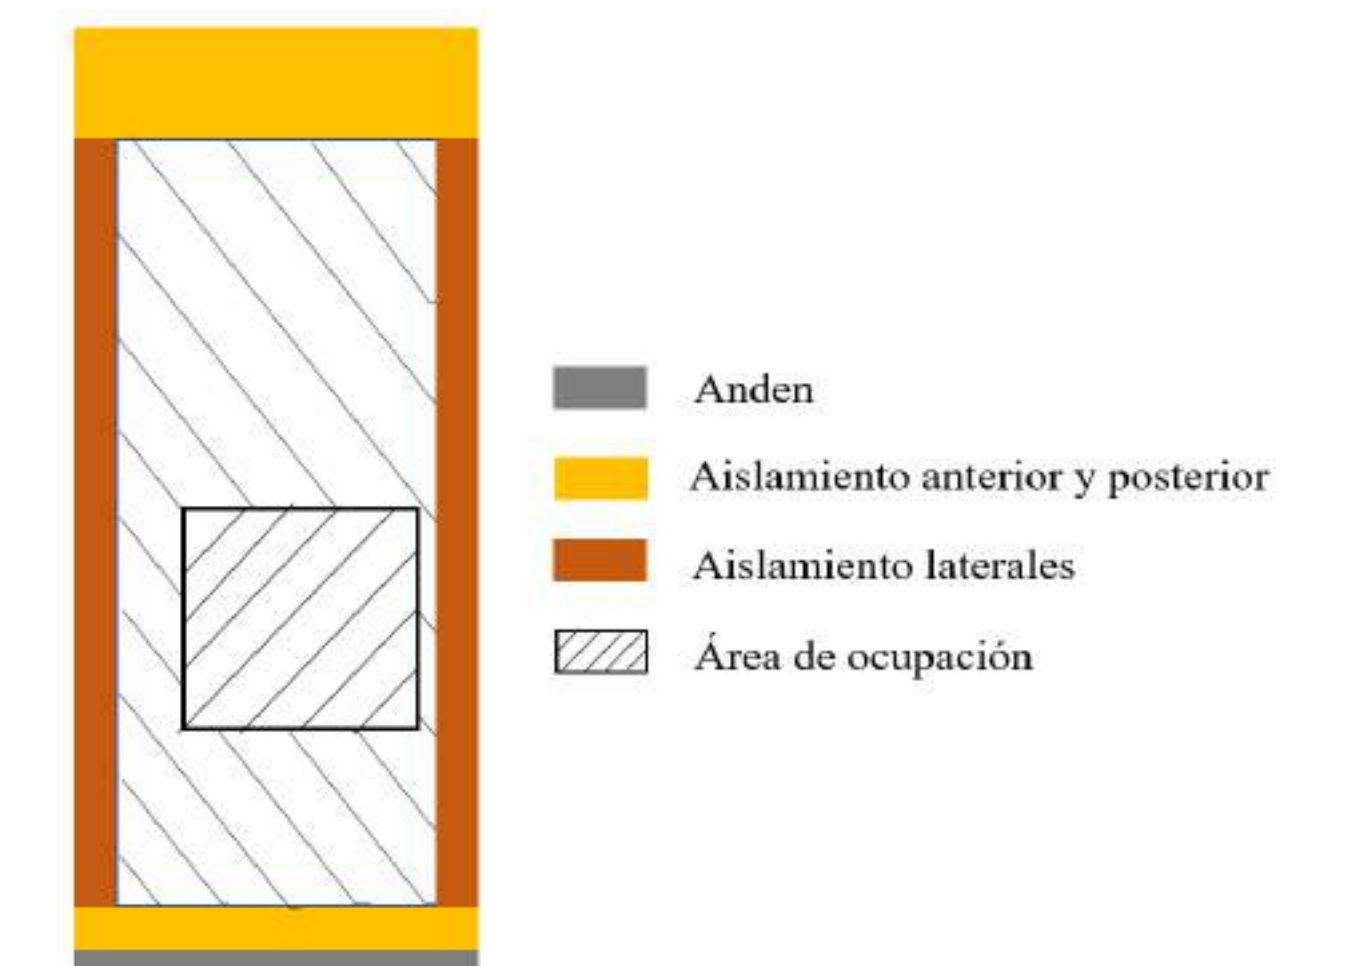 Anden
Aislamiento anterior y posterior
Aislamiento laterales
Área de ocupación